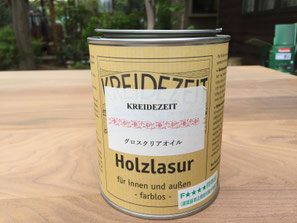 KREIDEZEIT
KREIDEZEIT
グロスクリアオイル
Holzlasur
für innen und außen
- farblos -
F★★★★